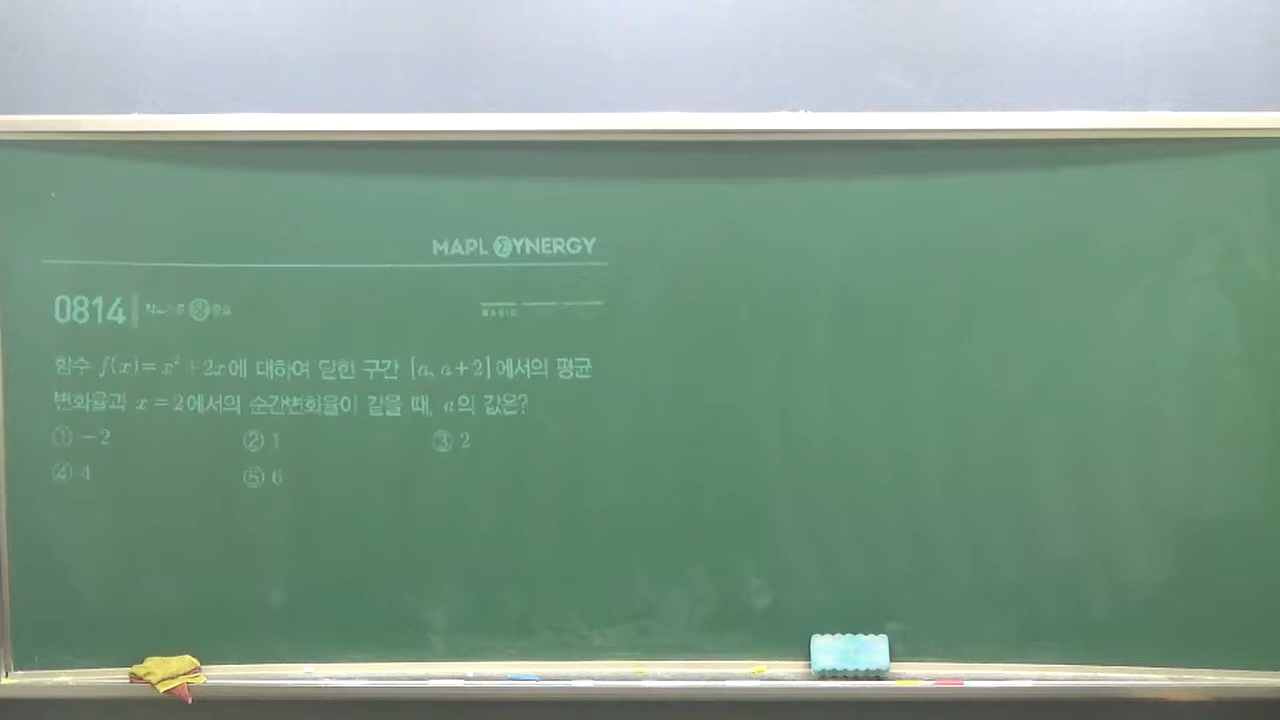 MAPL SYNERGY
0814
BASIC
함수 f(x)=x²+2x에 대하여 닫힌 구간 [a, a+2]에서의 평균
변화율과 x=2에서의 순간변화율이 같을 때, a의 값은?
① -2 ② 1 ③ 2
④ 4 ⑤ 6